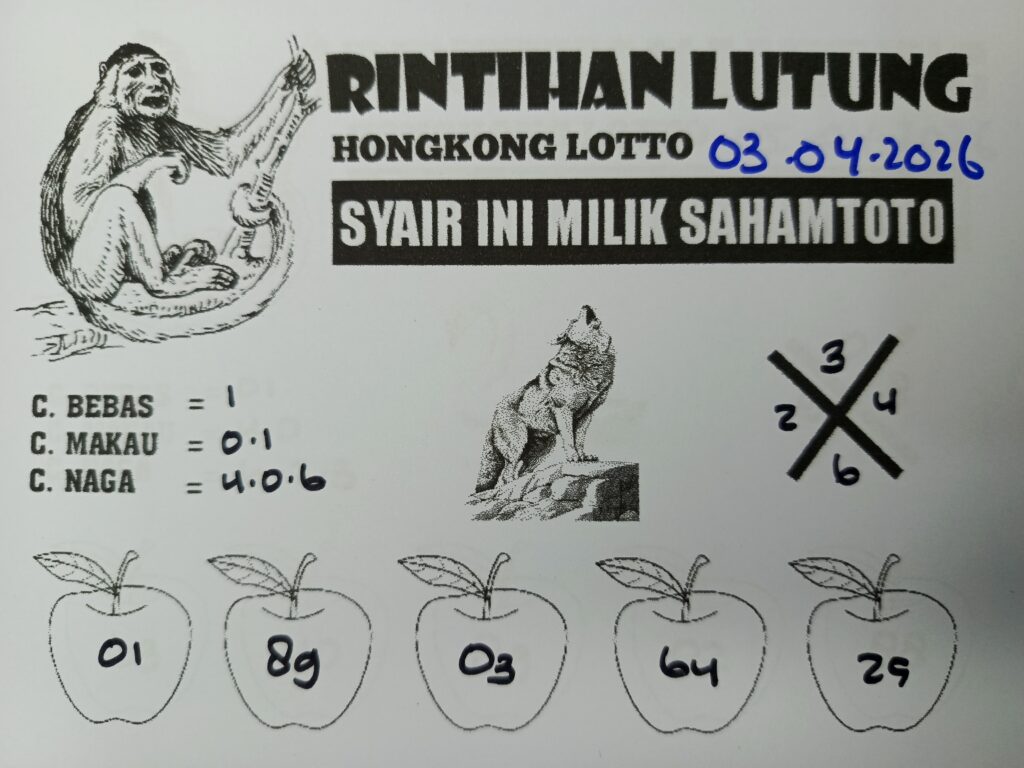 RINTIHAN LUTUNG
HONGKONG LOTTO 03.04.2026
SYAIR INI MILIK SAHAMTOTO
C. BEBAS = 1
C. MAKAU = 0.1
C. NAGA = 4.0.6
3
2 4
6
01 89 03 64 29